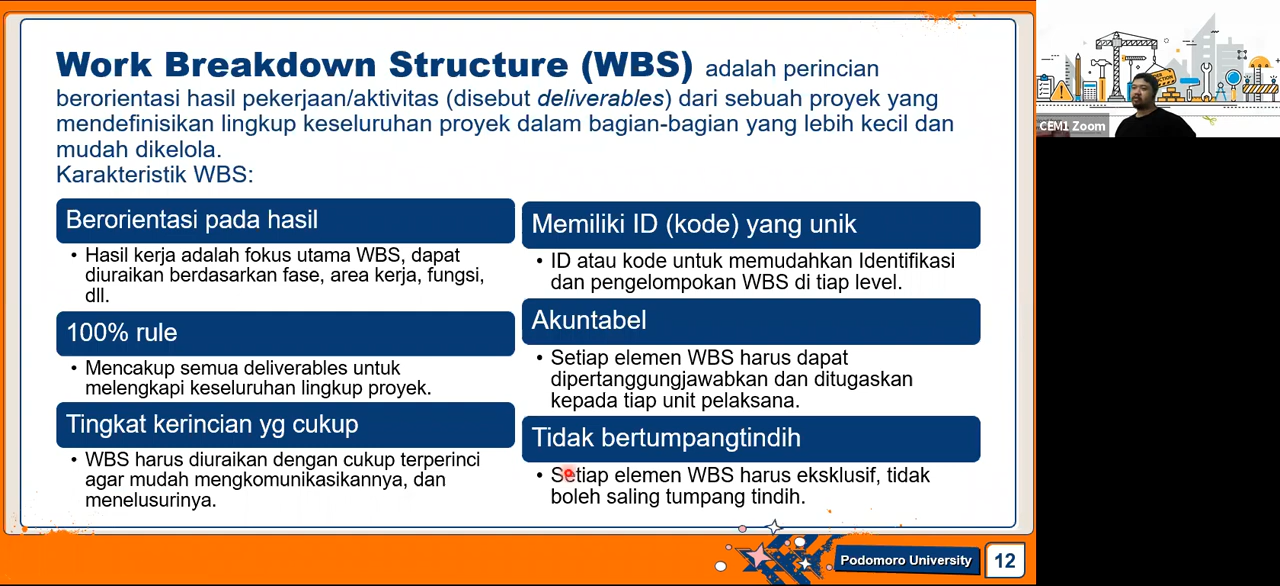 Work Breakdown Structure (WBS) adalah perincian
berorientasi hasil pekerjaan/aktivitas (disebut deliverables) dari sebuah proyek yang
mendefinisikan lingkup keseluruhan proyek dalam bagian-bagian yang lebih kecil dan
mudah dikelola.
Karakteristik WBS:
Berorientasi pada hasil
• Hasil kerja adalah fokus utama WBS, dapat
diuraikan berdasarkan fase, area kerja, fungsi,
dll.
100% rule
• Mencakup semua deliverables untuk
melengkapi keseluruhan lingkup proyek.
Tingkat kerincian yg cukup
• WBS harus diuraikan dengan cukup terperinci
agar mudah mengkomunikasikannya, dan
menelusurinya.
Memiliki ID (kode) yang unik
• ID atau kode untuk memudahkan Identifikasi
dan pengelompokan WBS di tiap level.
Akuntabel
• Setiap elemen WBS harus dapat
dipertanggungjawabkan dan ditugaskan
kepada tiap unit pelaksana.
Tidak bertumpangtindih
• Setiap elemen WBS harus eksklusif, tidak
boleh saling tumpang tindih.
Podomoro University
12
CEM1 Zoom